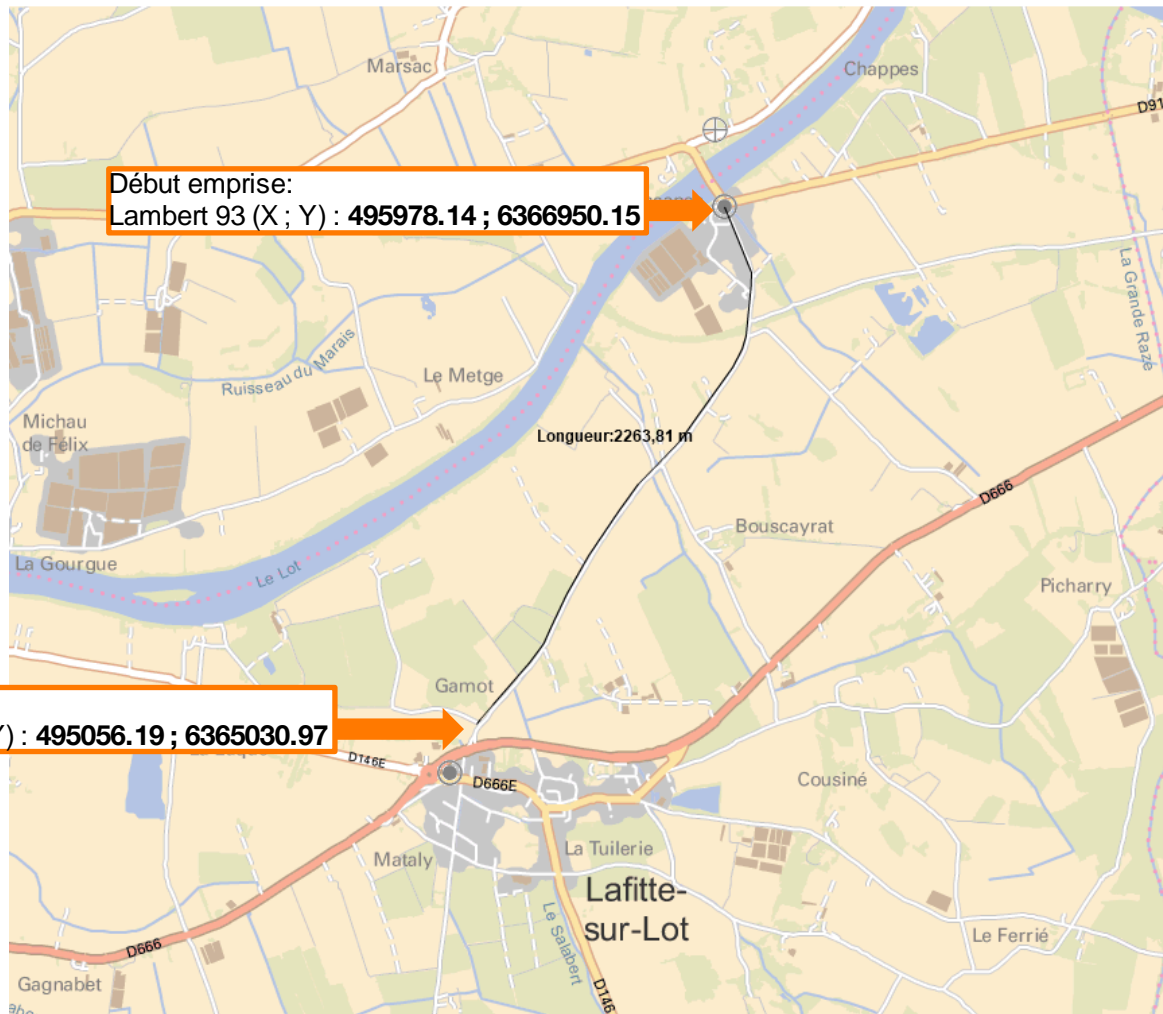 Marsac
Chappes
D91
Début emprise:
Lambert 93 (X ; Y) : 495978.14 ; 6366950.15
La Grande Raze
Ruisseau du Marais
Le Metge
Michau
de Félix
Longueur:2263,81 m
D666
Bouscayrat
La Gourgue
Le Lot
Picharry
Gamot
Y) : 495056.19 ; 6365030.97
D146E
D666E
Cousiné
Mataly
La Tuilerie
Lafitte-
sur-Lot
Le Salabert
D666
Le Ferrié
Gagnabet
D146